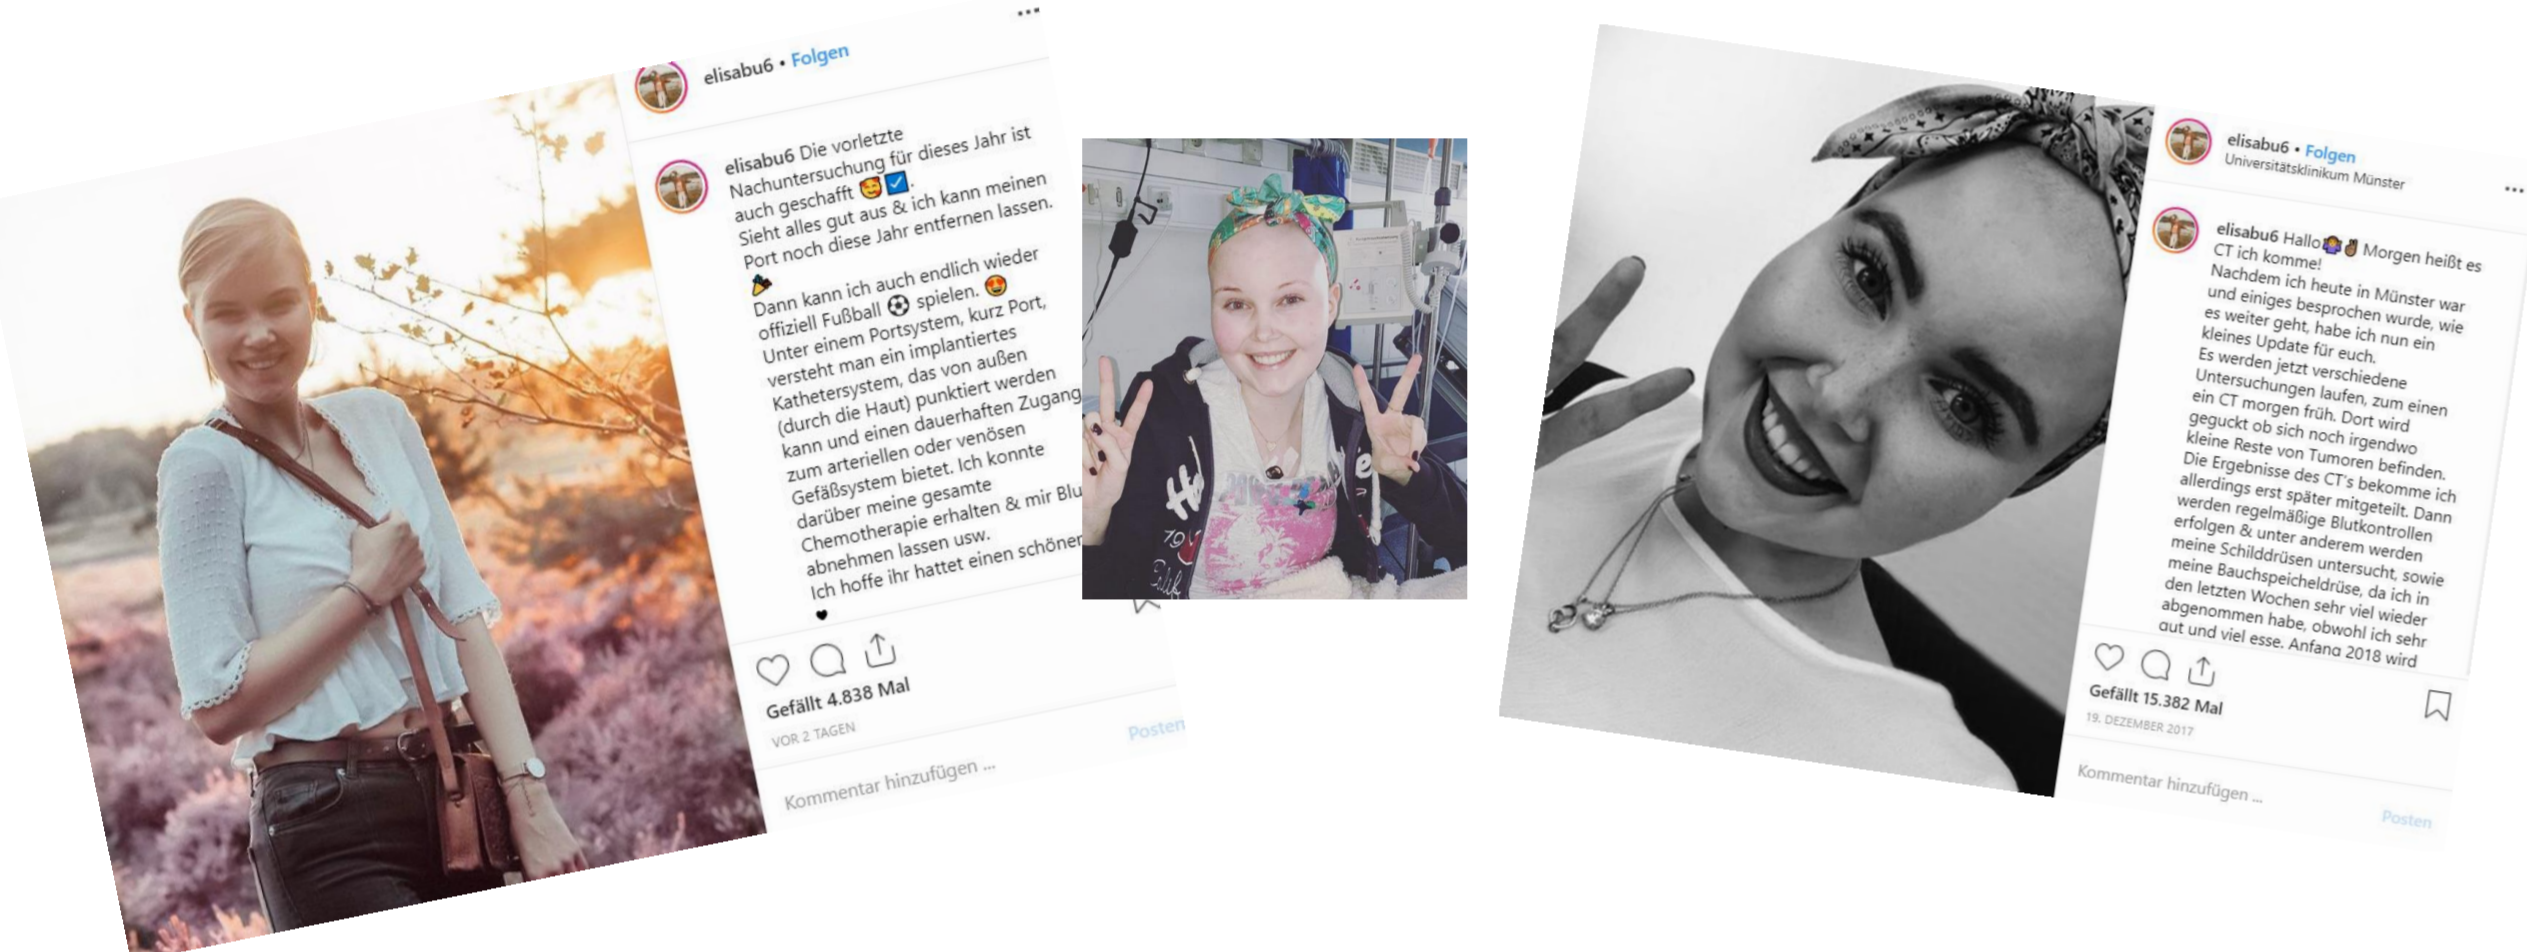 elisabu6 • Folgen
elisabu6 Die vorletzte
Nachuntersuchung für dieses Jahr ist
auch geschafft 🥰☑️.
Sieht alles gut aus & ich kann meinen
Port noch diese Jahr entfernen lassen.
🎉
Dann kann ich auch endlich wieder
offiziell Fußball ⚽ spielen. 😍
Unter einem Portsystem, kurz Port,
versteht man ein implantiertes
Kathetersystem, das von außen
(durch die Haut) punktiert werden
kann und einen dauerhaften Zugang
zum arteriellen oder venösen
Gefäßsystem bietet. Ich konnte
darüber meine gesamte
Chemotherapie erhalten & mir Blu
abnehmen lassen usw.
Ich hoffe ihr hattet einen schöner
♥
Gefällt 4.838 Mal
VOR 2 TAGEN
Kommentar hinzufügen ...
Posten
19
elisabu6 • Folgen
Universitätsklinikum Münster
elisabu6 Hallo🤷✌ Morgen heißt es
CT ich komme!
Nachdem ich heute in Münster war
und einiges besprochen wurde, wie
es weiter geht, habe ich nun ein
kleines Update für euch.
Es werden jetzt verschiedene
Untersuchungen laufen, zum einen
ein CT morgen früh. Dort wird
geguckt ob sich noch irgendwo
kleine Reste von Tumoren befinden.
Die Ergebnisse des CT's bekomme ich
allerdings erst später mitgeteilt. Dann
werden regelmäßige Blutkontrollen
erfolgen & unter anderem werden
meine Schilddrüsen untersucht, sowie
meine Bauchspeicheldrüse, da ich in
den letzten Wochen sehr viel wieder
abgenommen habe, obwohl ich sehr
gut und viel esse. Anfang 2018 wird
Gefällt 15.382 Mal
19. DEZEMBER 2017
Kommentar hinzufügen ...
Posten